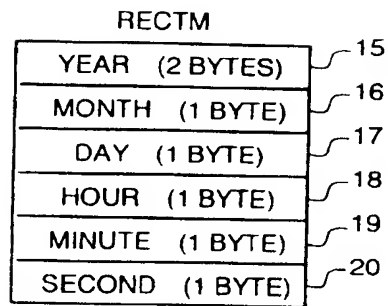 RECTM
YEAR (2 BYTES) 15
MONTH (1 BYTE) 16
DAY (1 BYTE) 17
HOUR (1 BYTE) 18
MINUTE (1 BYTE) 19
SECOND (1 BYTE) 20